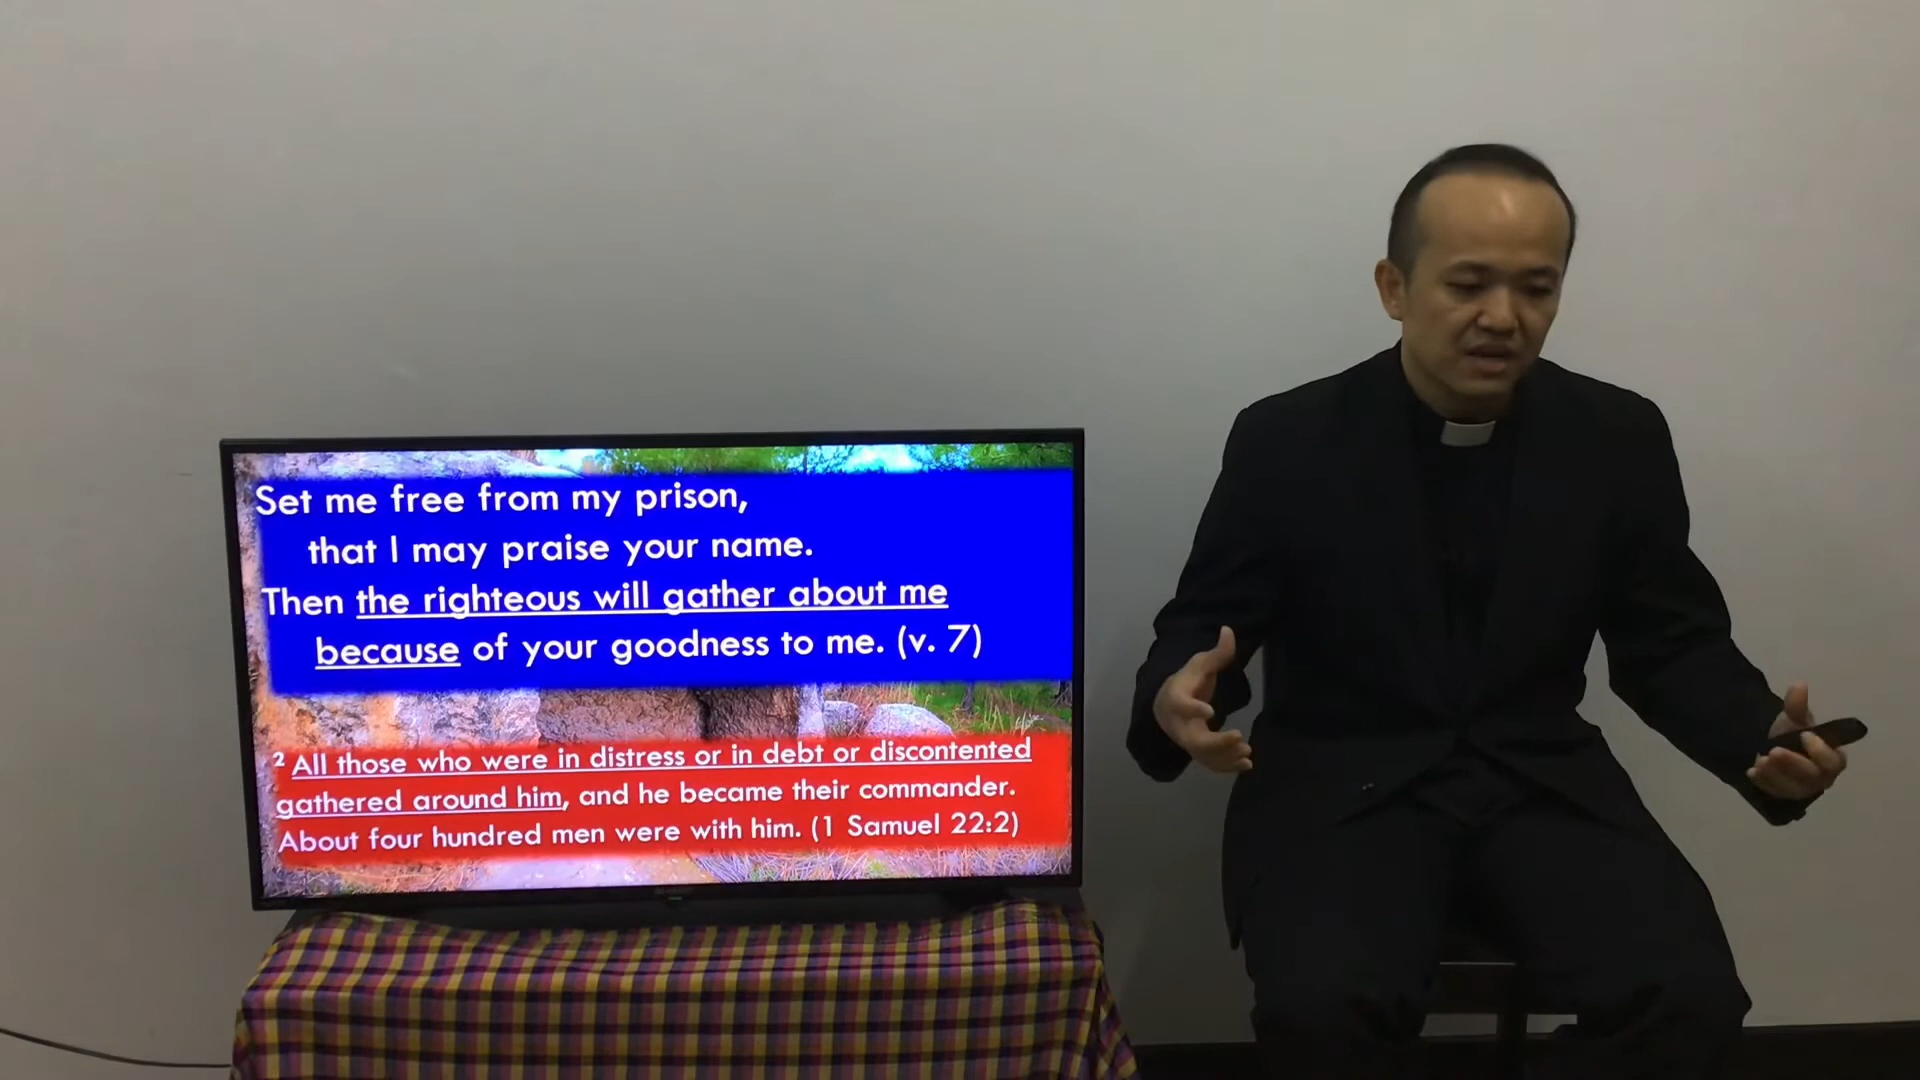 Set me free from my prison,
that I may praise your name.
Then the righteous will gather about me
because of your goodness to me. (v. 7)
² All those who were in distress or in debt or discontented
gathered around him, and he became their commander.
About four hundred men were with him. (1 Samuel 22:2)